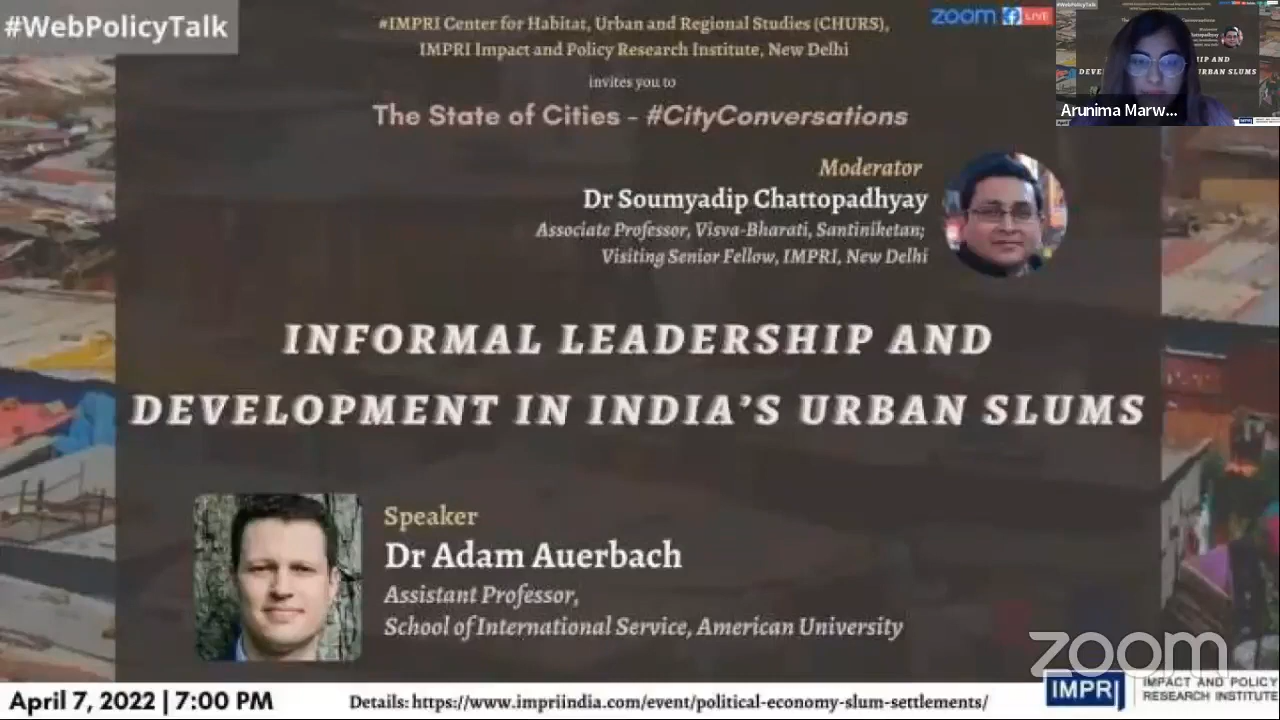 #WebPolicyTalk
#IMPRI Center for Habitat, Urban and Regional Studies (CHURS),
IMPRI Impact and Policy Research Institute, New Delhi
invites you to
The State of Cities - #CityConversations
zoom LIVE
Arunima Marw...
Moderator
Dr Soumyadip Chattopadhyay
Associate Professor, Visva-Bharati, Santiniketan;
Visiting Senior Fellow, IMPRI, New Delhi
INFORMAL LEADERSHIP AND
DEVELOPMENT IN INDIA'S URBAN SLUMS
Speaker
Dr Adam Auerbach
Assistant Professor,
School of International Service, American University
zoom
April 7, 2022 | 7:00 PM
Details: https://www.impriindia.com/event/political-economy-slum-settlements/
IMPRI
IMPACT AND POLICY
RESEARCH INSTITUTE